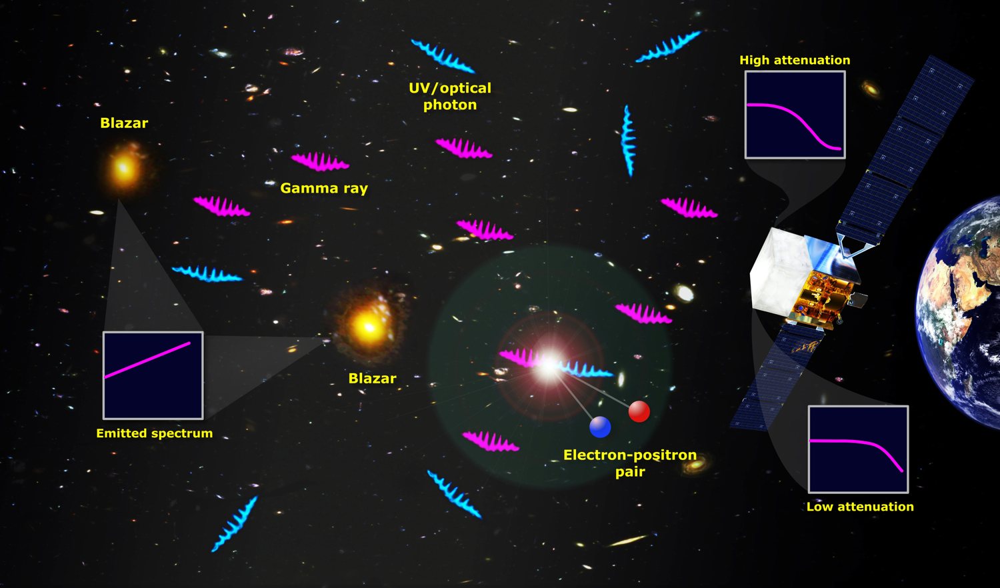 High attenuation
UV/optical
photon
Blazar
Gamma ray
Blazar
Emitted spectrum
Electron-positron
pair
Low attenuation